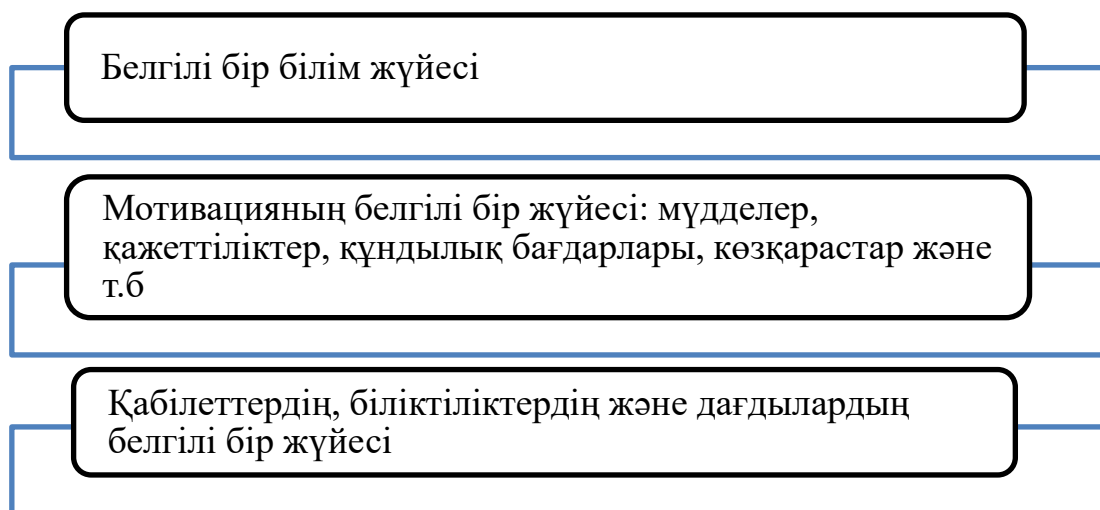 Белгілі бір білім жүйесі
Мотивацияның белгілі бір жүйесі: мүдделер,
қажеттіліктер, құндылық бағдарлары, көзқарастар және
т.б
Қабілеттердің, біліктіліктердің және дағдылардың
белгілі бір жүйесі